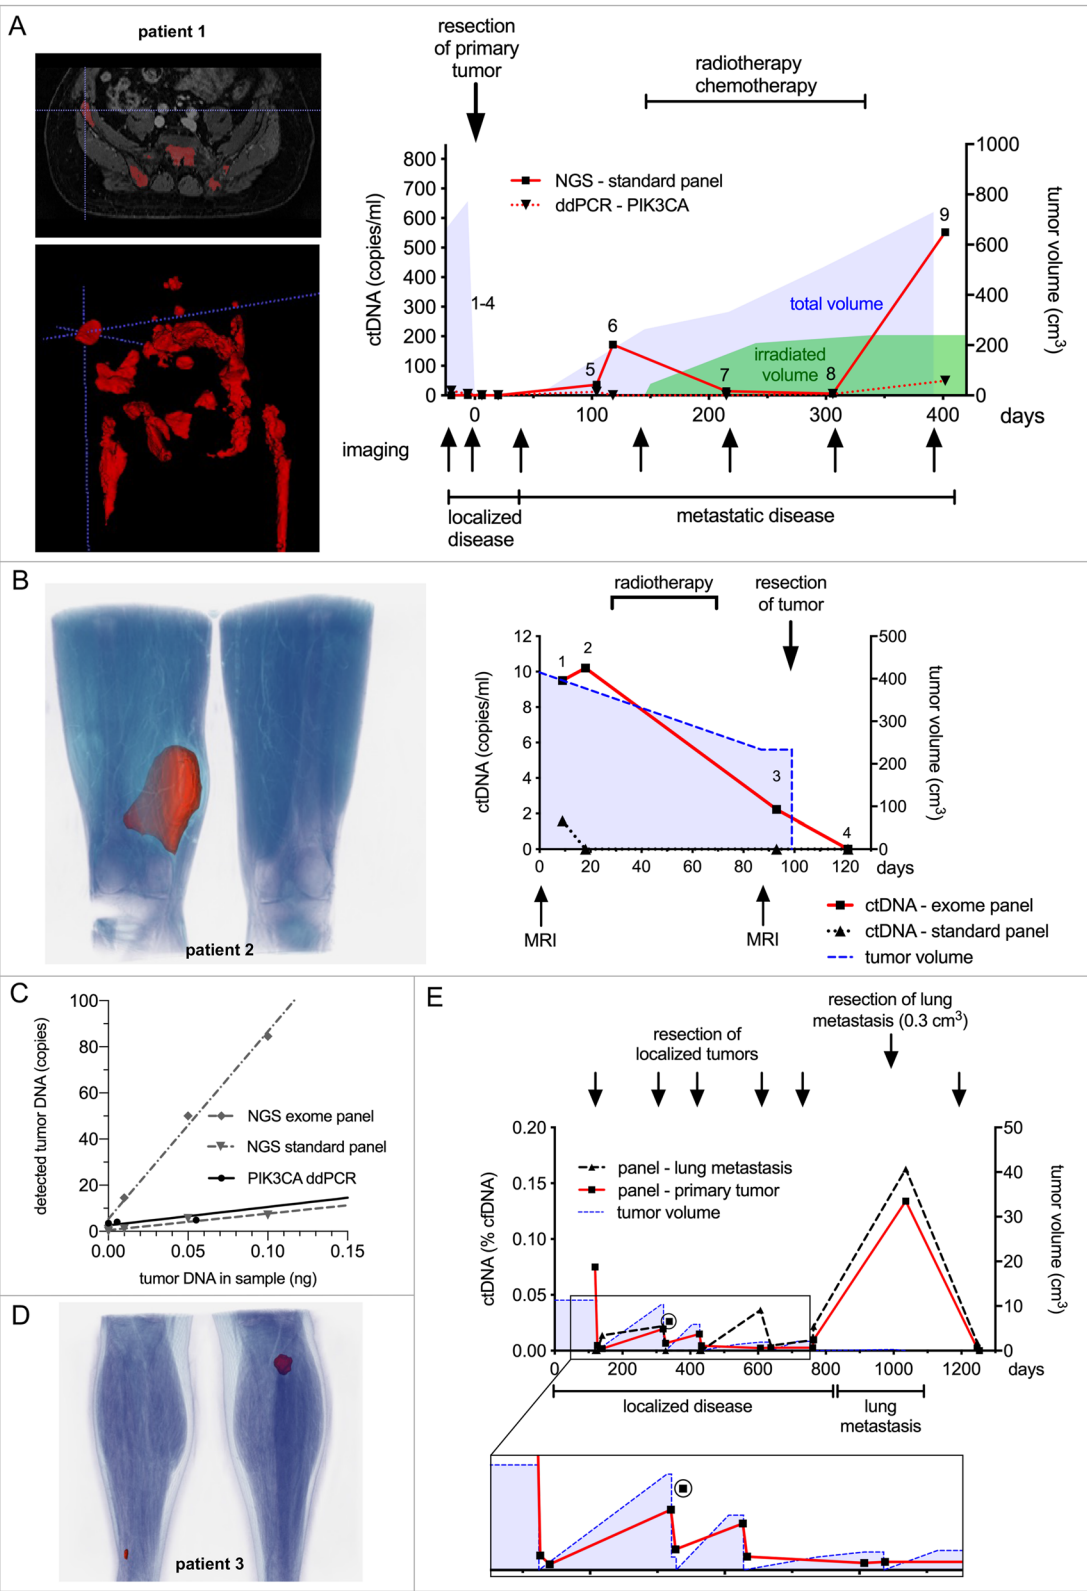 A
patient 1
resection
of primary
tumor
radiotherapy
chemotherapy
NGS - standard panel
ddPCR - PIK3CA
ctDNA (copies/ml)
800
700
600
500
400
300
200
100
0
1000
800
600
400
200
0
tumor volume (cm3)
1-4
5
6
7
8
9
total volume
irradiated
volume
0 100 200 300 400 days
imaging
localized
disease
metastatic disease
B
patient 2
radiotherapy
resection
of tumor
ctDNA (copies/ml)
12
10
8
6
4
2
0
500
400
300
200
100
0
tumor volume (cm3)
1
2
3
4
0 20 40 60 80 100 120 days
MRI
MRI
ctDNA - exome panel
ctDNA - standard panel
tumor volume
C
detected tumor DNA (copies)
100
80
60
40
20
0
NGS exome panel
NGS standard panel
PIK3CA ddPCR
0.00 0.05 0.10 0.15
tumor DNA in sample (ng)
D
patient 3
E
resection of
localized tumors
resection of lung
metastasis (0.3 cm3)
ctDNA (% cfDNA)
0.20
0.15
0.10
0.05
0.00
50
40
30
20
10
0
tumor volume (cm3)
panel - lung metastasis
panel - primary tumor
tumor volume
0 200 400 600 800 1000 1200 days
localized disease
lung
metastasis